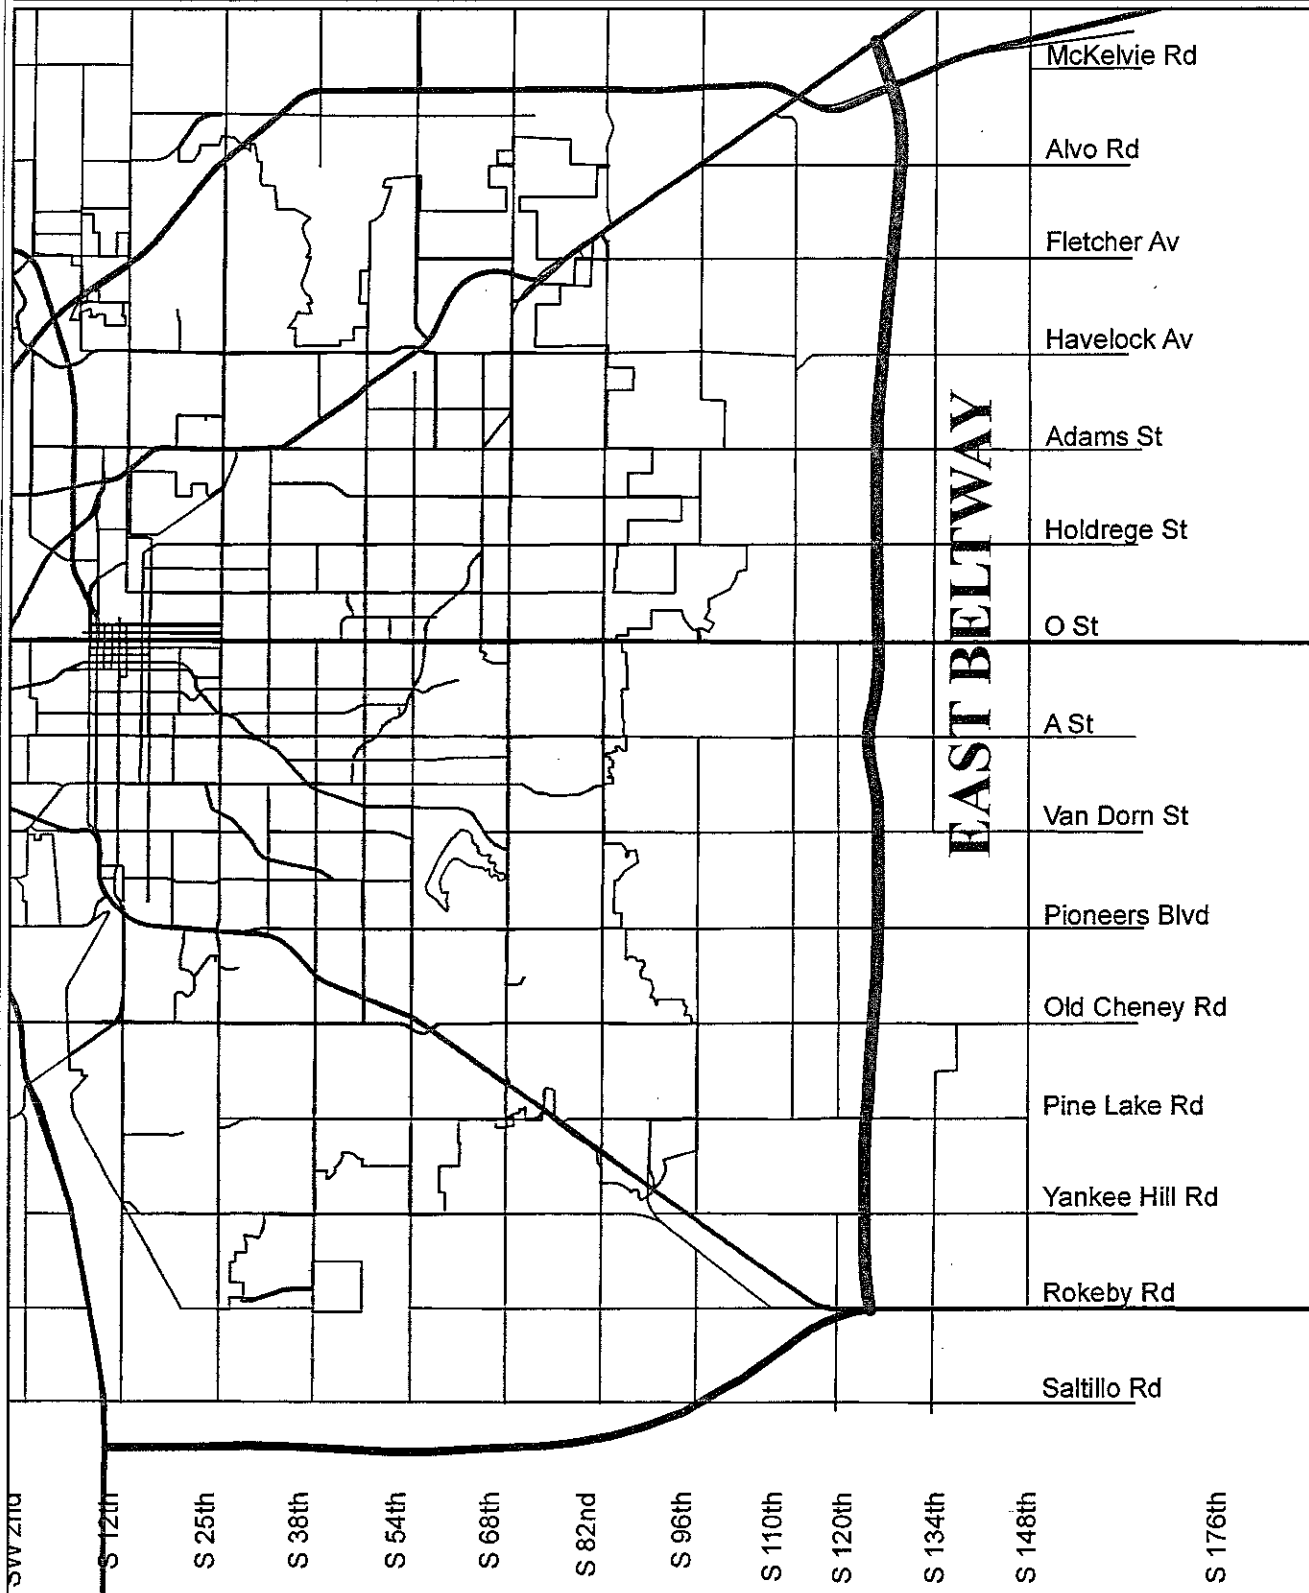 McKelvie Rd
Alvo Rd
Fletcher Av
Havelock Av
Adams St
Holdrege St
O St
EAST BELTWAY
A St
Van Dorn St
Pioneers Blvd
Old Cheney Rd
Pine Lake Rd
Yankee Hill Rd
Rokeby Rd
Saltillo Rd
SW 2nd
S 12th
S 25th
S 38th
S 54th
S 68th
S 82nd
S 96th
S 110th
S 120th
S 134th
S 148th
S 176th